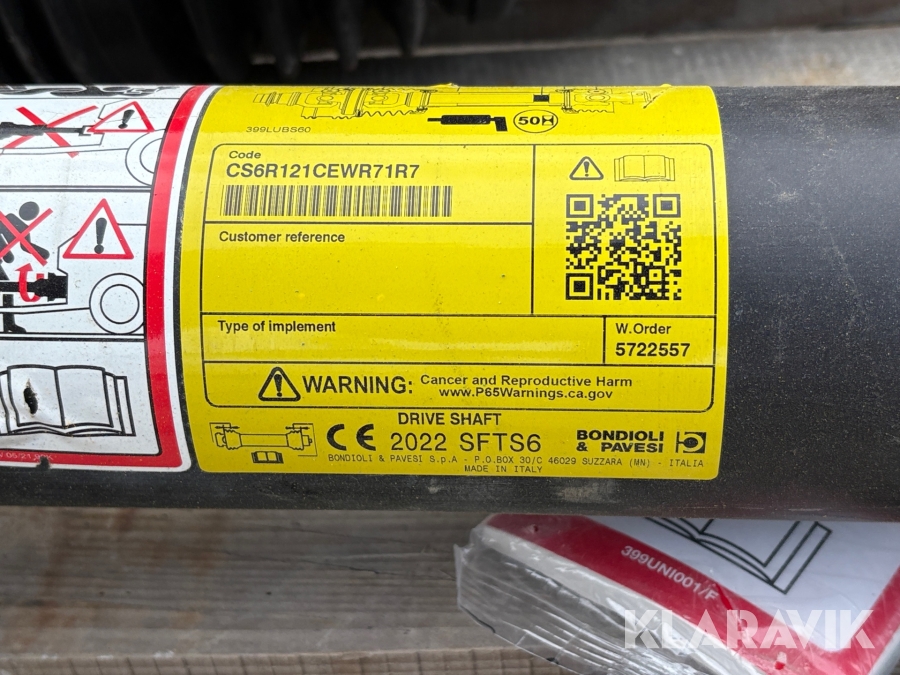 50H
399LUBS60
Code
CS6R121CEWR71R7
Customer reference
Type of implement
W.Order
5722557
WARNING: Cancer and Reproductive Harm
www.P65Warnings.ca.gov
DRIVE SHAFT
CE 2022 SFTS6
BONDIOLI
& PAVESI
BONDIOLI & PAVESI S.p.A - P.O.BOX 30/C 46029 SUZZARA (MN) - ITALIA
MADE IN ITALY
399UNI001/F
KLARAVIK